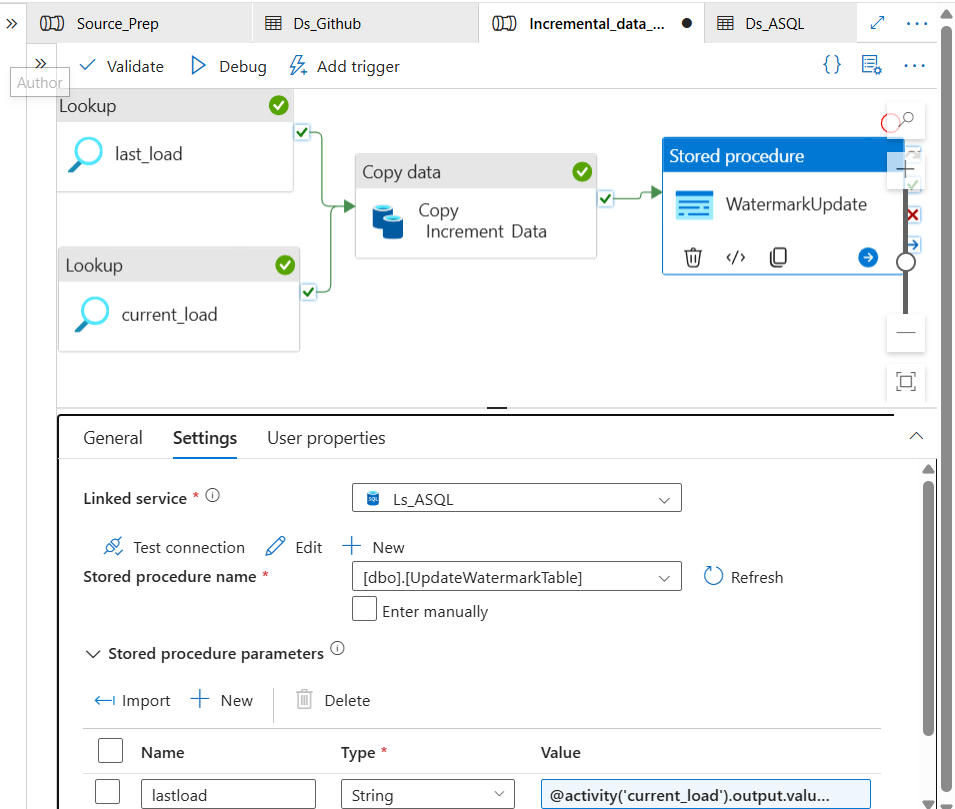 Source_Prep
Ds_Github
Incremental_data_...
Ds_ASQL
Validate
Debug
Add trigger
Author
Lookup
last_load
Copy data
Copy
Increment Data
Stored procedure
WatermarkUpdate
Lookup
current_load
General
Settings
User properties
Linked service *
SQL
Ls_ASQL
Test connection
Edit
New
Stored procedure name *
[dbo].[UpdateWatermarkTable]
Refresh
Enter manually
Stored procedure parameters
Import
New
Delete
Name
Type *
Value
lastload
String
@activity('current_load').output.valu...